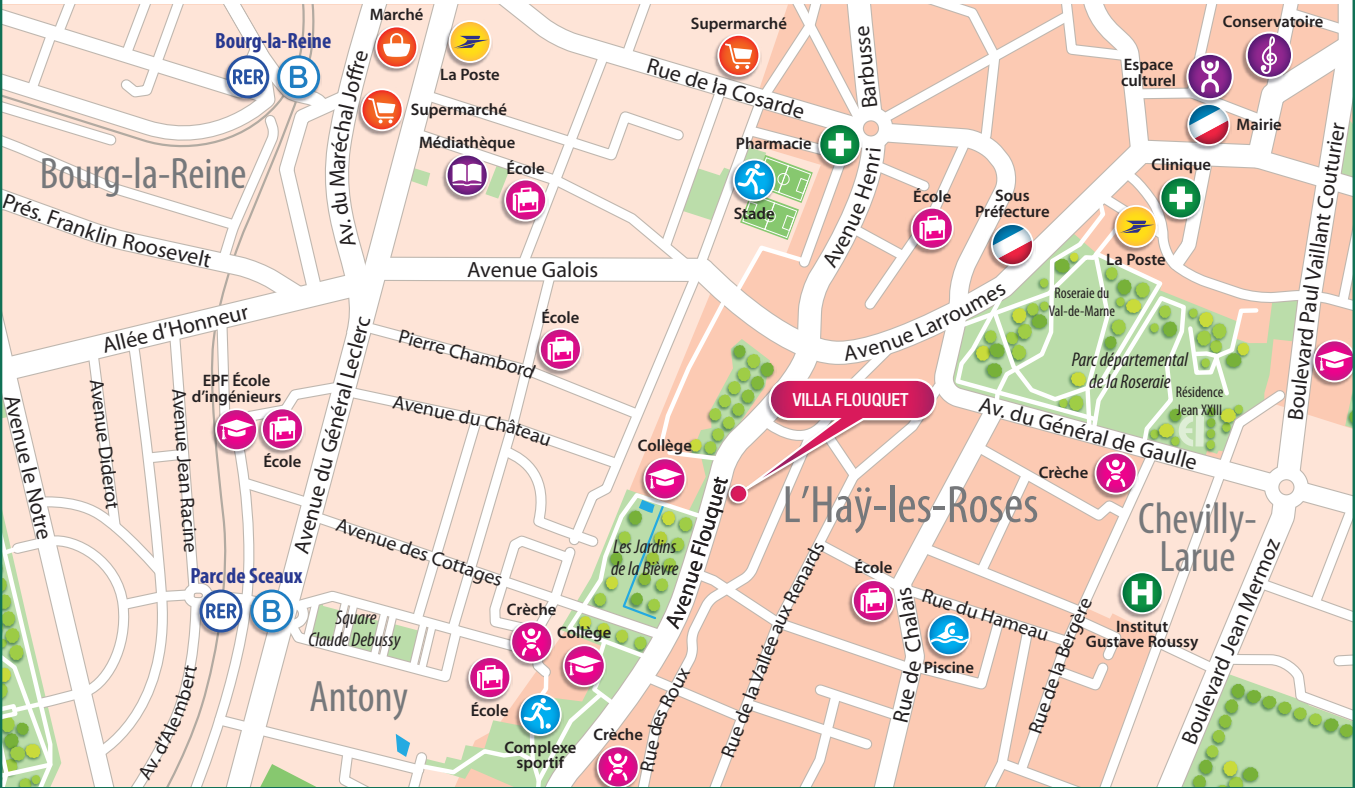 Marché
Conservatoire
Supermarché
Bourg-la-Reine
RER
B
La Poste
Espace
culturel
Rue de la Cosarde
Barbusse
Av. du Maréchal Joffre
Supermarché
Mairie
Médiathèque
Pharmacie
École
Clinique
Bourg-la-Reine
Stade
Avenue Henri
École
Sous
Préfecture
Boulevard Paul Vaillant Couturier
Prés. Franklin Roosevelt
La Poste
Avenue Galois
Roseraie du
Val-de-Marne
Allée d'Honneur
École
Avenue Larroumes
Pierre Chambord
Parc départemental
de la Roseraie
EPF École
d'ingénieurs
VILLA FLOUQUET
Résidence
Jean XXIII
Avenue le Notre
Avenue Diderot
Avenue Jean Racine
Avenue du Général Leclerc
Avenue du Château
Av. du Général de Gaulle
École
Collège
Crèche
L'Haÿ-les-Roses
Chevilly-
Larue
Avenue des Cottages
Les Jardins
de la Bièvre
Avenue Flouquet
Parc de Sceaux
RER
B
École
Rue du Hameau
H
Institut
Gustave Roussy
Square
Claude Debussy
Crèche
Collège
Piscine
Antony
École
Rue des Roux
Rue de la Vallée aux Renards
Rue de Chalais
Rue de la Bergère
Boulevard Jean Mermoz
Av. d'Alembert
Complexe
sportif
Crèche